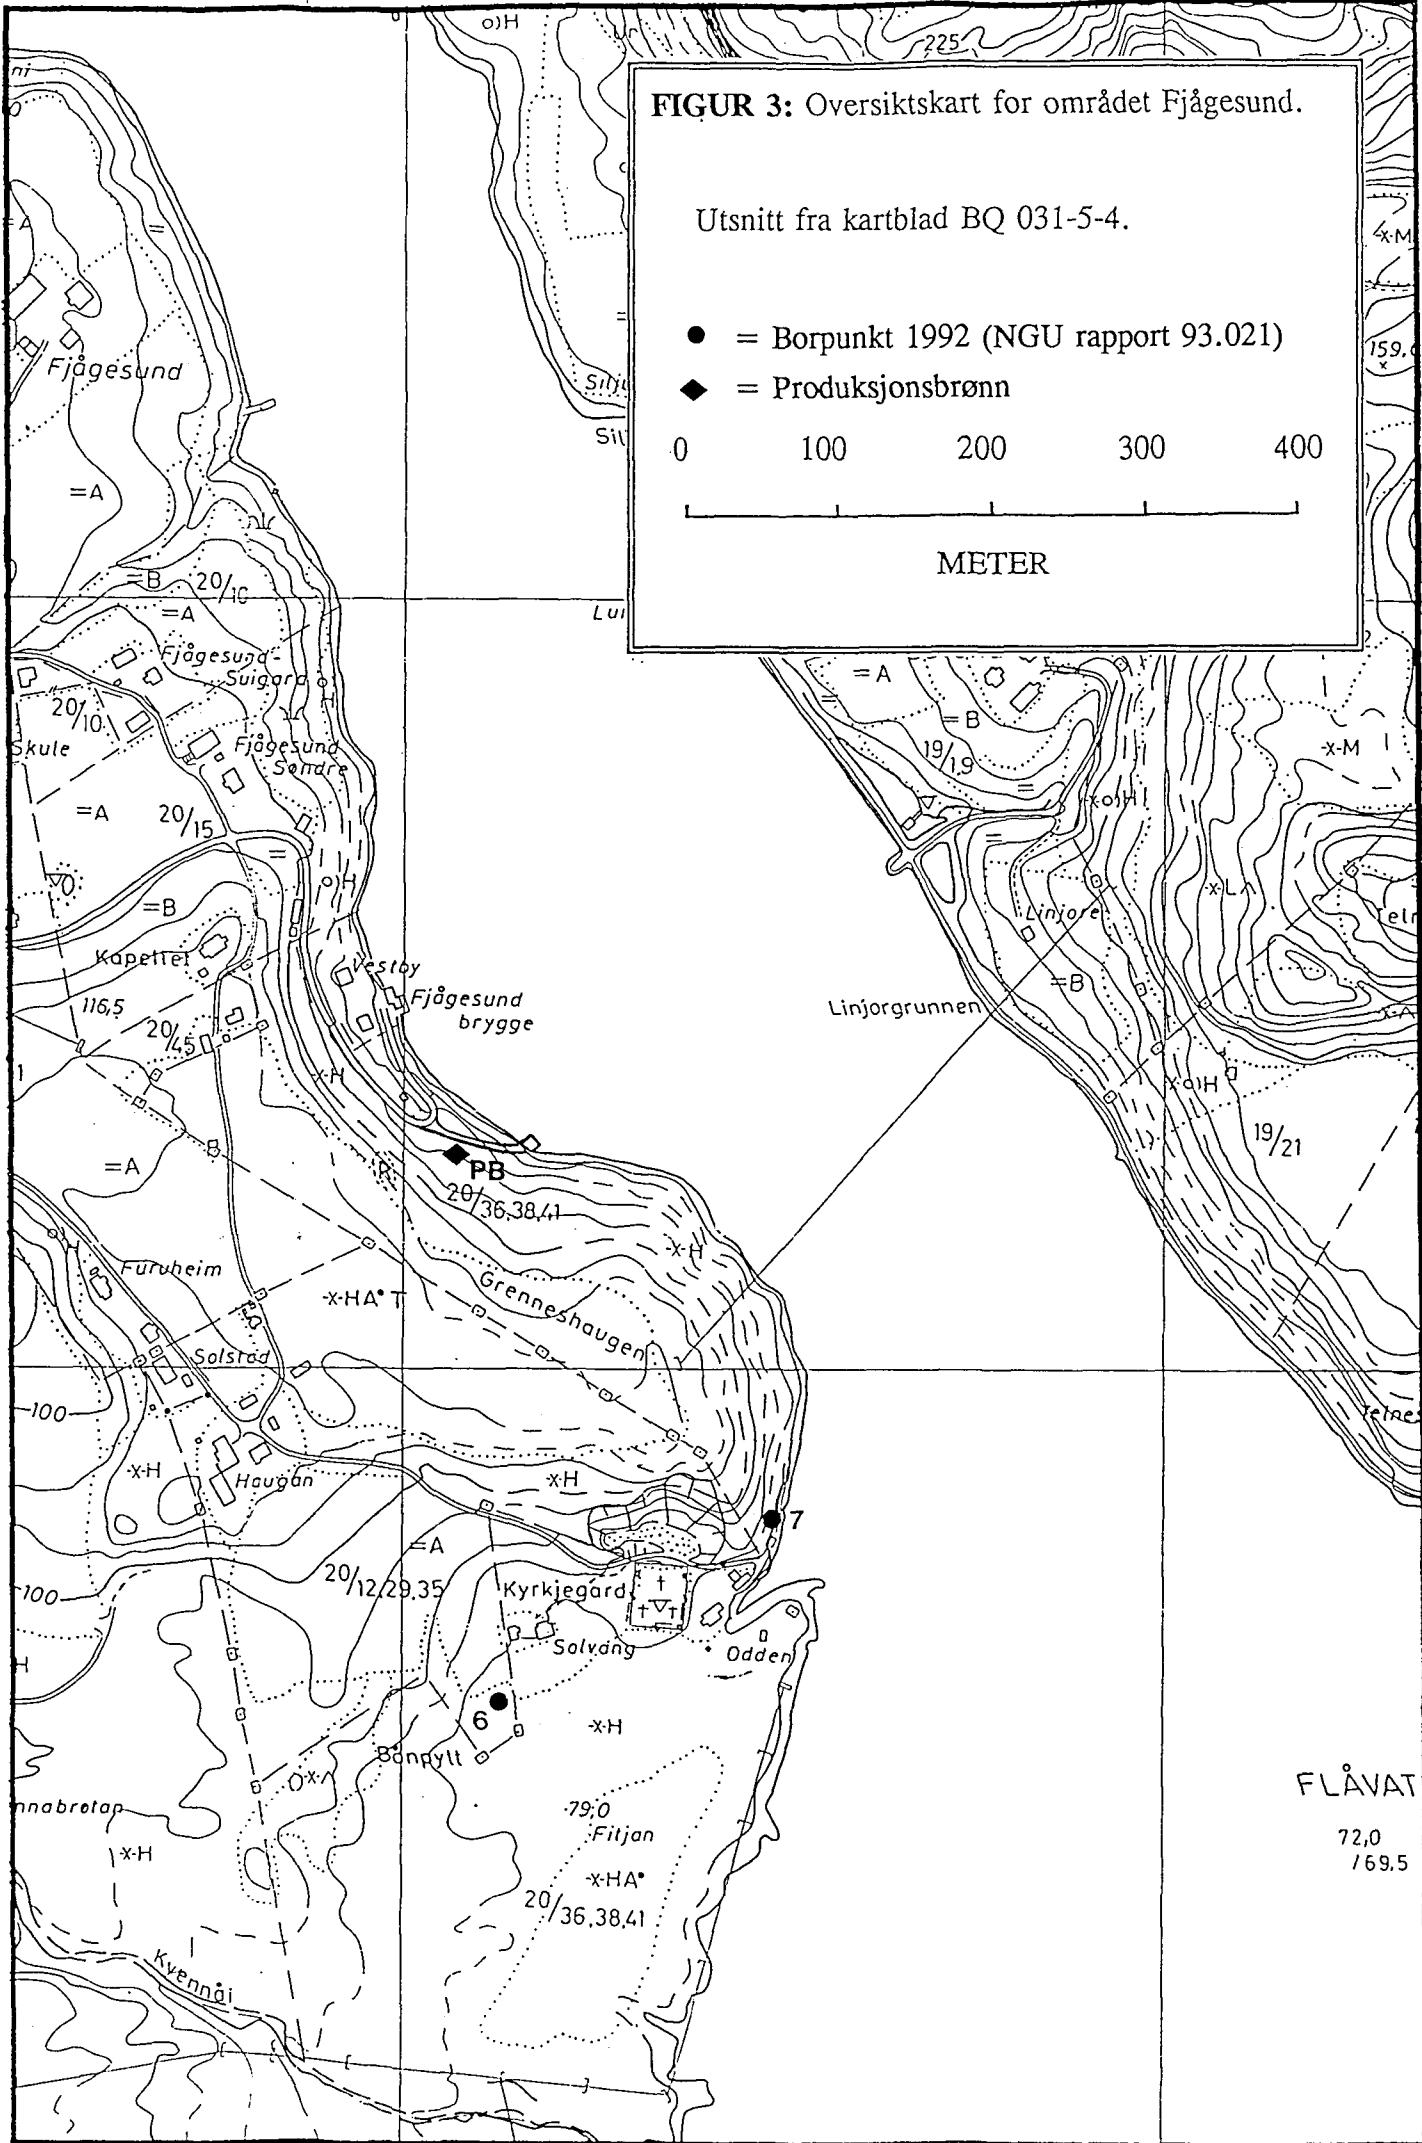 o)H
225
FIGUR 3: Oversiktskart for området Fjågesund.
Utsnitt fra kartblad BQ 031-5-4.
● = Borpunkt 1992 (NGU rapport 93.021)
◆ = Produksjonsbrønn
0 100 200 300 400
METER
-x-M
Fjågesund
=A
=B
20/10
=A
Fjågesund-
Suigard
20/10
Skule
Fjågesund
Søndre
=A
20/15
=B
Kapellet
Vestby
Fjågesund
brygge
116,5
20/45
-x-H
=A
PB
20/36,38,41
-x-H
Furuheim
-x-HA T
Grenneshaugen
Solstad
100
-x-H
Haugan
-x-H
7
=A
20/12,29,35
Kyrkjegard
100
Solvang
Odden
6
-x-H
Bånpylt
79,0
Fitjan
-x-H
-x-HA
20/36,38,41
Kvennåi
=A
=B
19/1,9
-x-M
Linjore
=B
Linjorgrunnen
19/21
FLÅVAT
72,0
/69.5